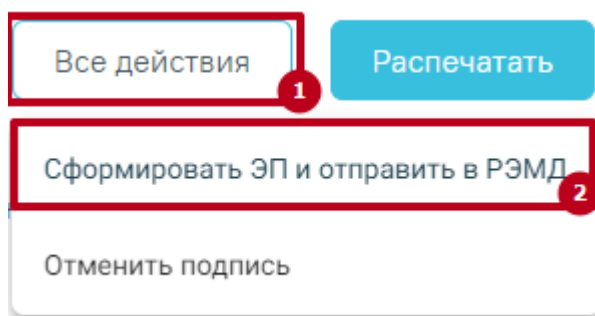 Все действия
1
Распечатать
Сформировать ЭП и отправить в РЭМД
2
Отменить подпись